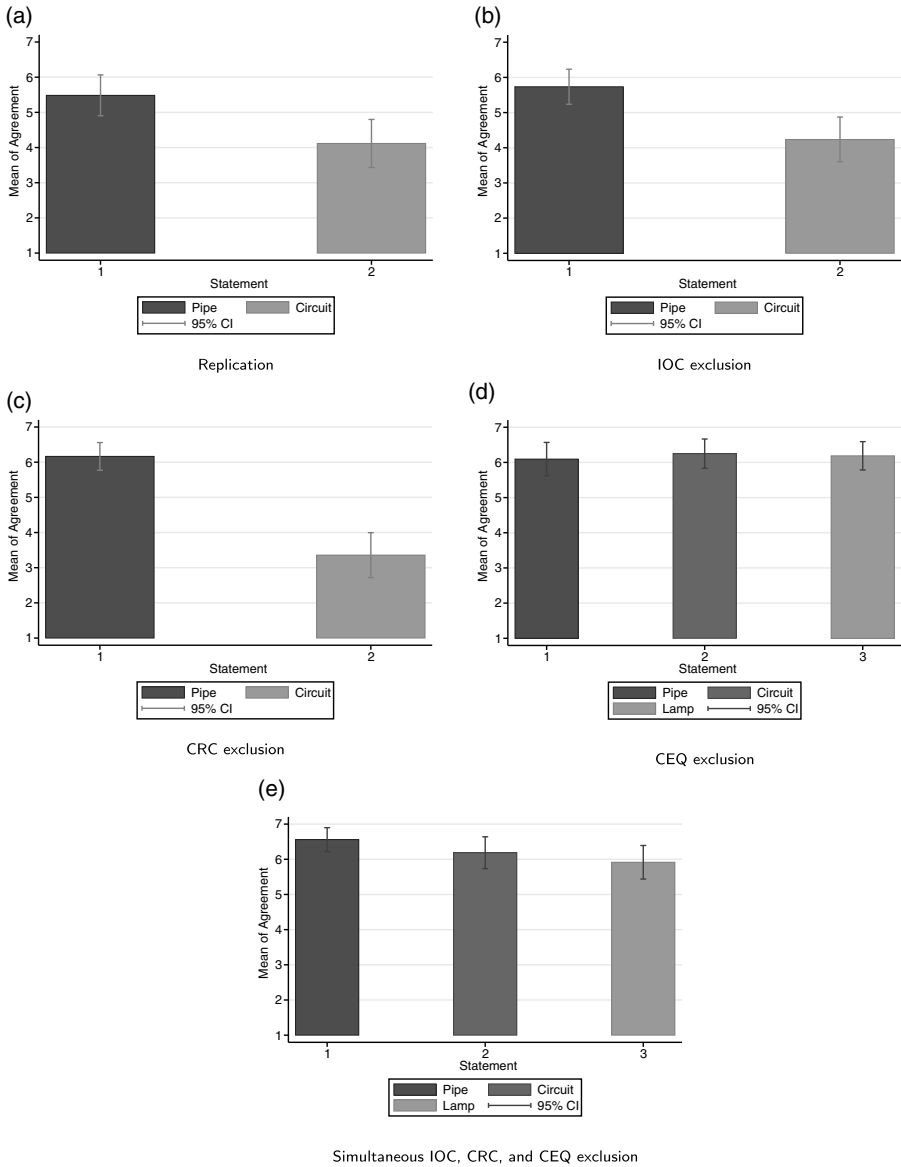 (a)
Mean of Agreement
7
6
5
4
3
2
1
1 2
Statement
Pipe Circuit
95% CI
Replication
(b)
Mean of Agreement
7
6
5
4
3
2
1
1 2
Statement
Pipe Circuit
95% CI
IOC exclusion
(c)
Mean of Agreement
7
6
5
4
3
2
1
1 2
Statement
Pipe Circuit
95% CI
CRC exclusion
(d)
Mean of Agreement
7
6
5
4
3
2
1
1 2 3
Statement
Pipe Circuit
Lamp 95% CI
CEQ exclusion
(e)
Mean of Agreement
7
6
5
4
3
2
1
1 2 3
Statement
Pipe Circuit
Lamp 95% CI
Simultaneous IOC, CRC, and CEQ exclusion